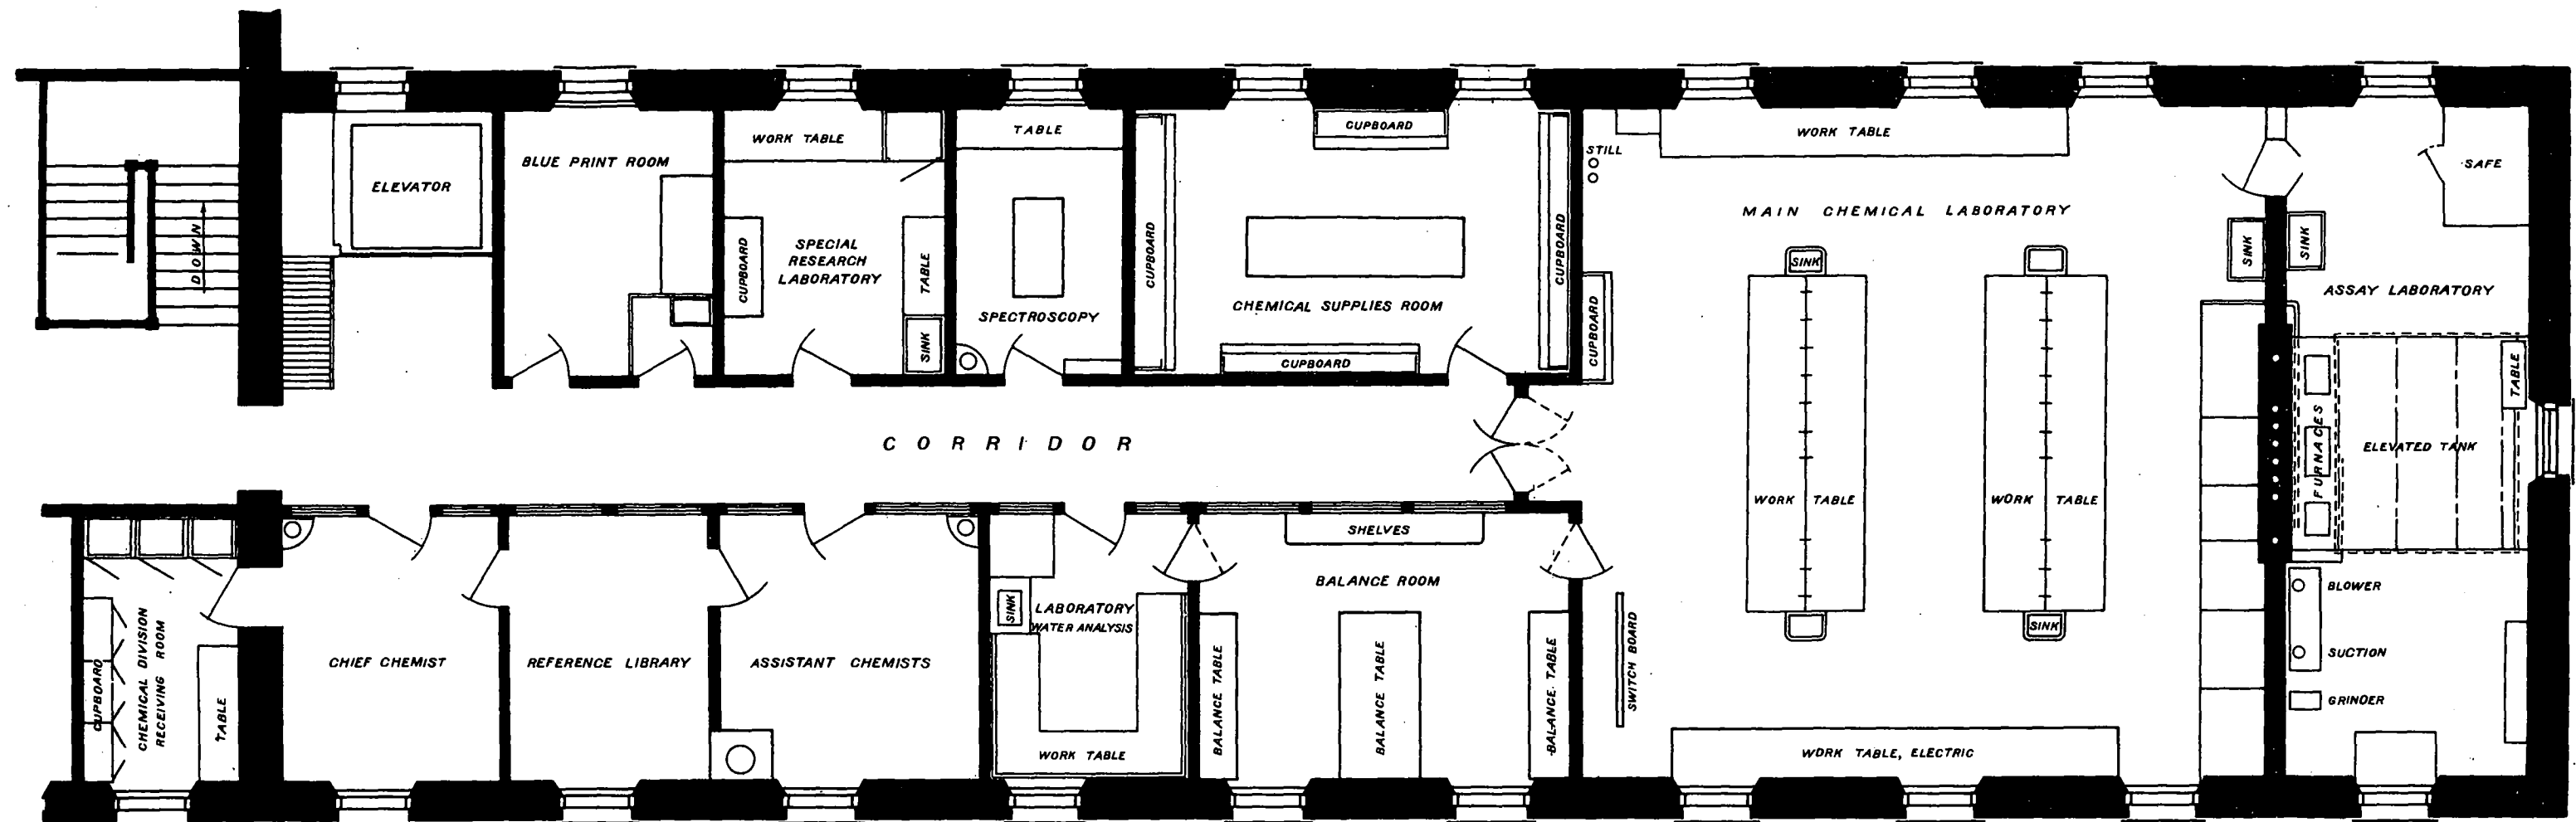 ELEVATOR
DOWN
BLUE PRINT ROOM
WORK TABLE
CUPBOARD
SPECIAL
RESEARCH
LABORATORY
TABLE
SINK
TABLE
SPECTROSCOPY
CUPBOARD
CUPBOARD
CUPBOARD
CHEMICAL SUPPLIES ROOM
CUPBOARD
STILL
CUPBOARD
WORK TABLE
MAIN CHEMICAL LABORATORY
SINK
WORK TABLE
WORK TABLE
SINK
SINK
SINK
SAFE
ASSAY LABORATORY
TABLE
FURNACES
ELEVATED TANK
BLOWER
SUCTION
GRINDER
CORRIDOR
CUPBOARD
CHEMICAL DIVISION
RECEIVING ROOM
TABLE
CHIEF CHEMIST
REFERENCE LIBRARY
ASSISTANT CHEMISTS
SINK
LABORATORY
WATER ANALYSIS
WORK TABLE
SHELVES
BALANCE ROOM
BALANCE TABLE
BALANCE TABLE
BALANCE TABLE
SWITCH BOARD
WORK TABLE, ELECTRIC